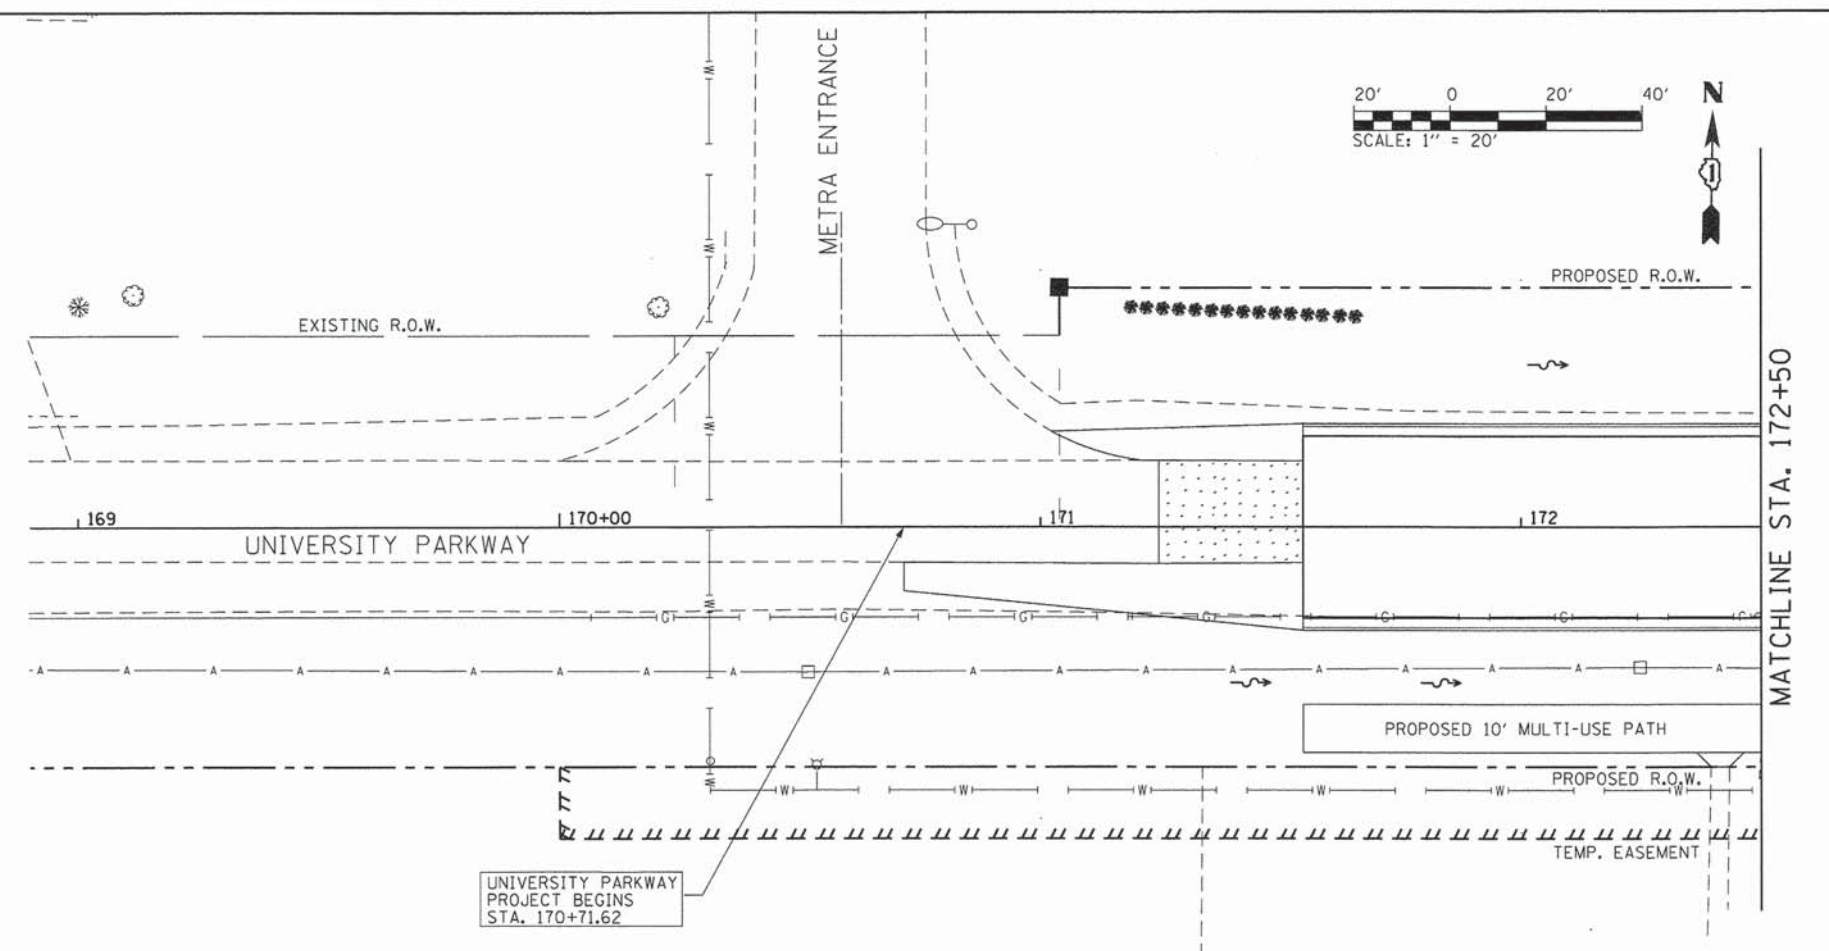 METRA ENTRANCE
20' 0 20' 40'
SCALE: 1" = 20'
N
1
PROPOSED R.O.W.
EXISTING R.O.W.
W
W
W
W
169 170+00 171 172
UNIVERSITY PARKWAY
MATCHLINE STA. 172+50
W
G G G G G G G
A A A A A A A A A A A A A A A A A A A A
PROPOSED 10' MULTI-USE PATH
PROPOSED R.O.W.
W
W W W W W W
TEMP. EASEMENT
UNIVERSITY PARKWAY
PROJECT BEGINS
STA. 170+71.62